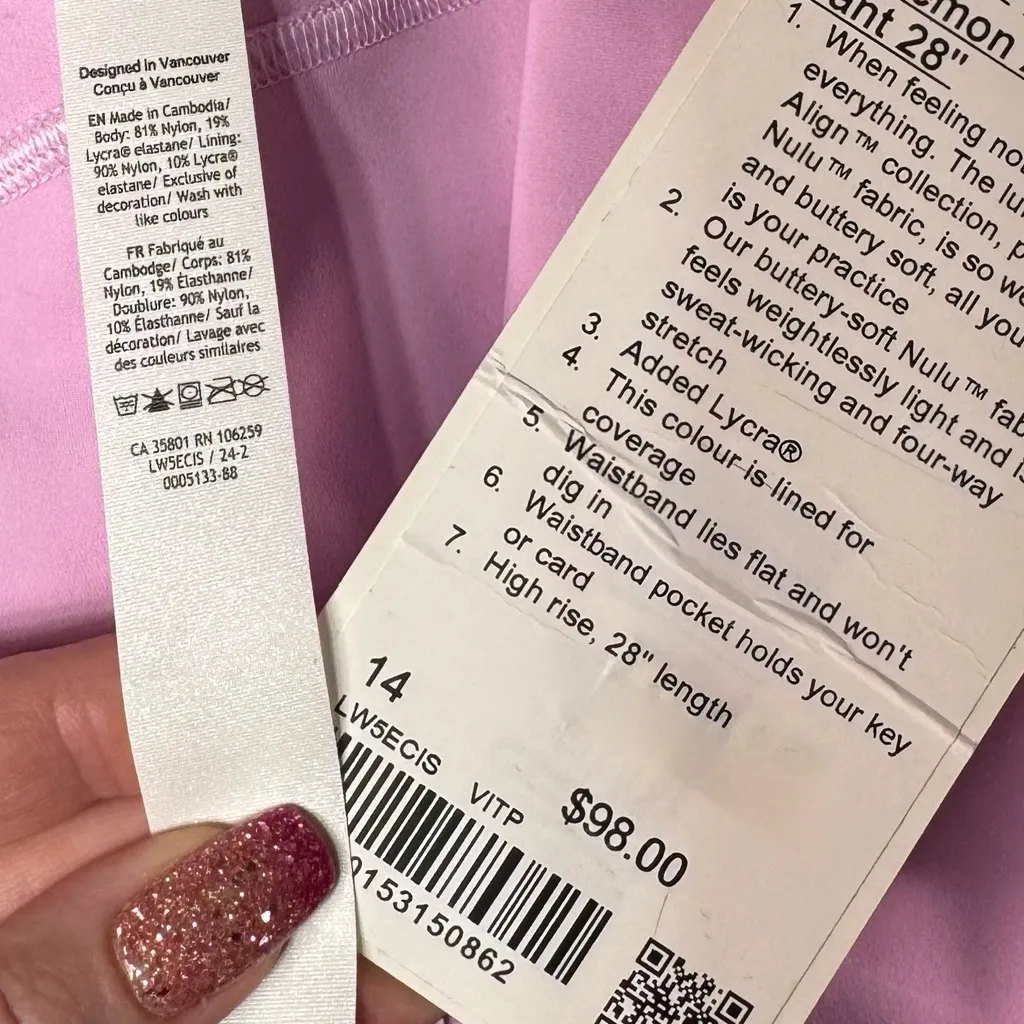 Designed in Vancouver
Conçu à Vancouver
EN Made in Cambodia/
Body: 81% Nylon, 19%
Lycra® elastane/ Lining:
90% Nylon, 10% Lycra®
elastane/ Exclusive of
decoration/ Wash with
like colours
FR Fabriqué au
Cambodge/ Corps: 81%
Nylon, 19% Élasthanne/
Doublure: 90% Nylon,
10% Élasthanne/ Sauf la
décoration/ Lavage avec
des couleurs similaires
CA 35801 RN 106259
LW5ECIS / 24-2
0005133-88
28"
1. When feeling
everything. The
Align™ collection,
Nulu™ fabric, is so
and buttery soft, all
is your practice
2. Our buttery-soft Nulu™
feels weightlessly light and
sweat-wicking and four-way
stretch
3. Added Lycra®
4. This colour is lined for
coverage
5. Waistband lies flat and won't
dig in
6. Waistband pocket holds your key
or card
7. High rise, 28" length
14
LW5ECIS VITP $98.00
0153150862